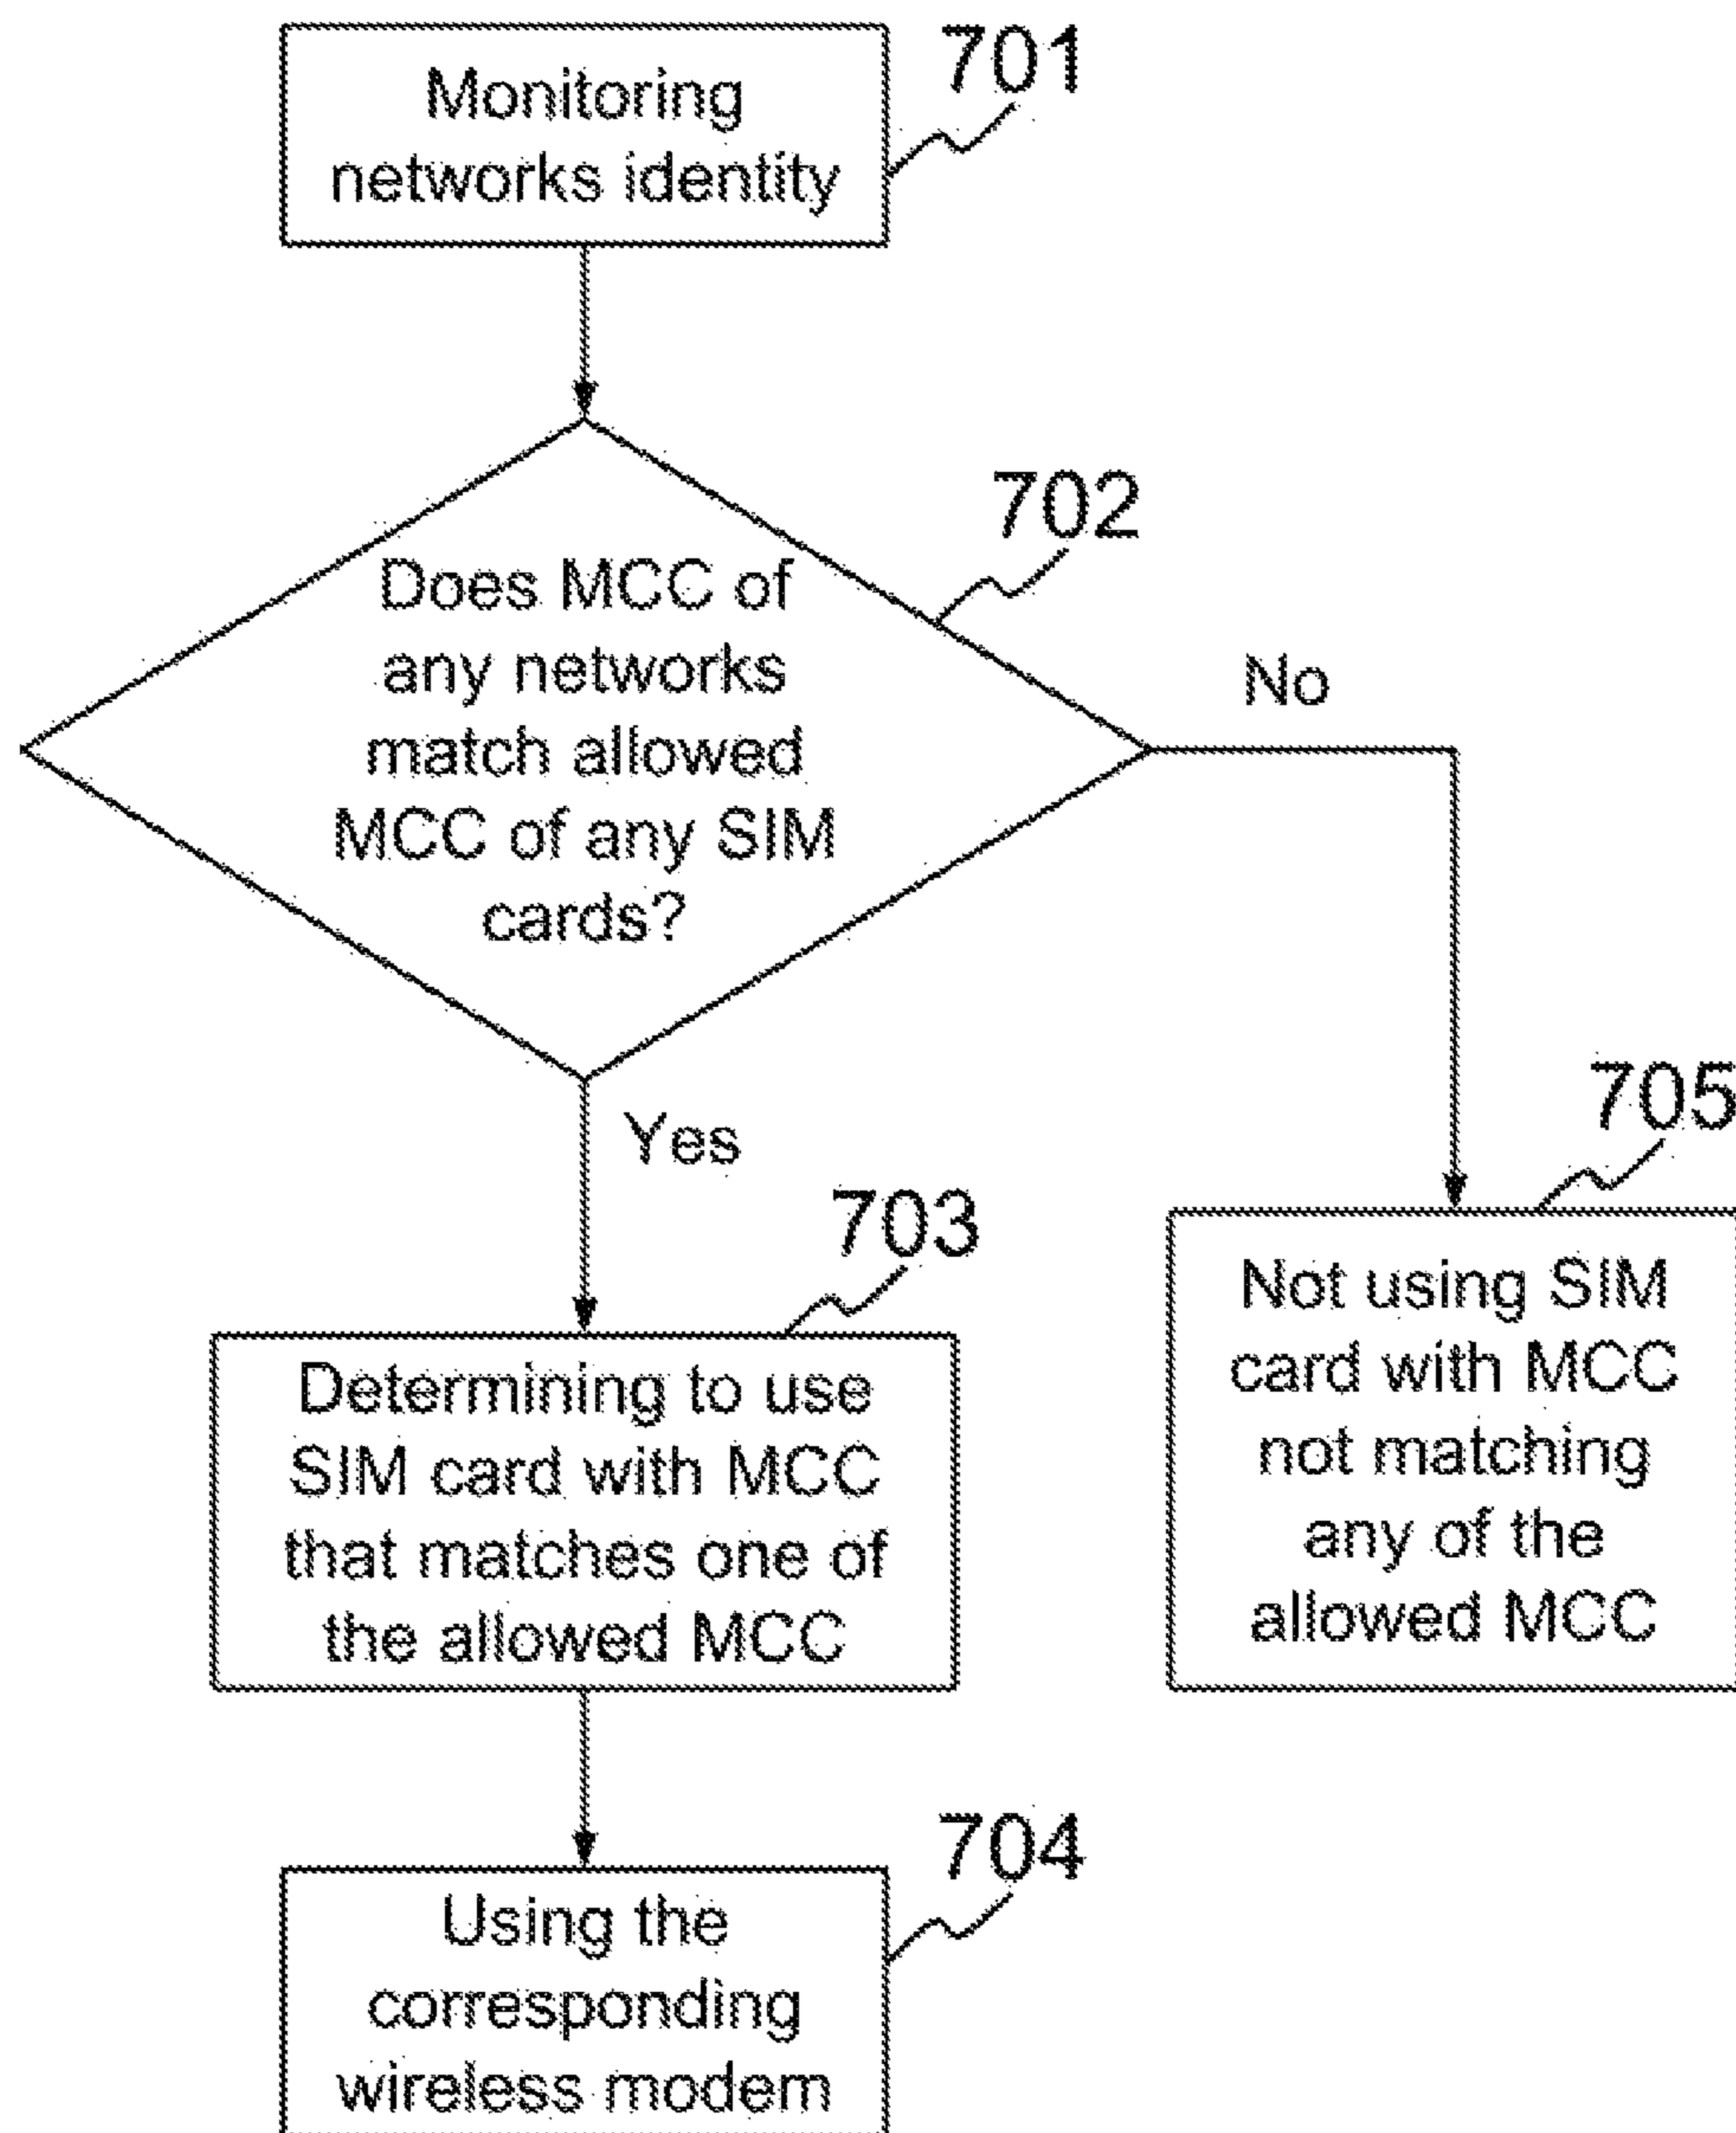 701
Monitoring
networks identity
702
Does MCC of
any networks
match allowed
MCC of any SIM
cards?
No
Yes
703
Determining to use
SIM card with MCC
that matches one of
the allowed MCC
705
Not using SIM
card with MCC
not matching
any of the
allowed MCC
704
Using the
corresponding
wireless modem